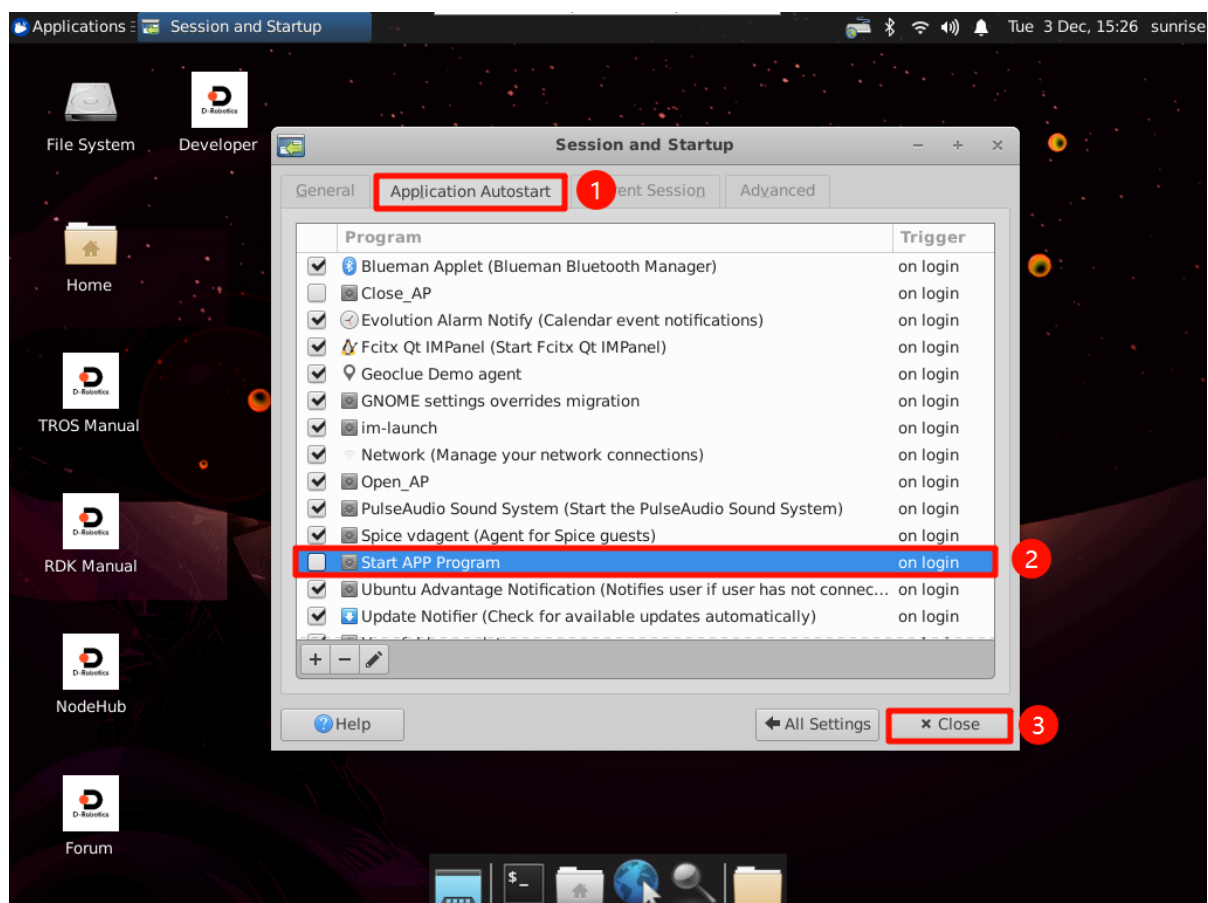 Applications
Session and Startup
Tue 3 Dec, 15:26
sunrise
D-Robotics
File System
Developer
Home
D-Robotics
TROS Manual
D-Robotics
RDK Manual
D-Robotics
NodeHub
D-Robotics
Forum
Session and Startup
General
Application Autostart
1
Session
Advanced
Program Trigger
Blueman Applet (Blueman Bluetooth Manager) on login
Close_AP on login
Evolution Alarm Notify (Calendar event notifications) on login
Fcitx Qt IMPanel (Start Fcitx Qt IMPanel) on login
Geoclue Demo agent on login
GNOME settings overrides migration on login
im-launch on login
Network (Manage your network connections) on login
Open_AP on login
PulseAudio Sound System (Start the PulseAudio Sound System) on login
Spice vdagent (Agent for Spice guests) on login
Start APP Program on login
2
Ubuntu Advantage Notification (Notifies user if user has not connec... on login
Update Notifier (Check for available updates automatically) on login
Help
All Settings
Close
3
$_